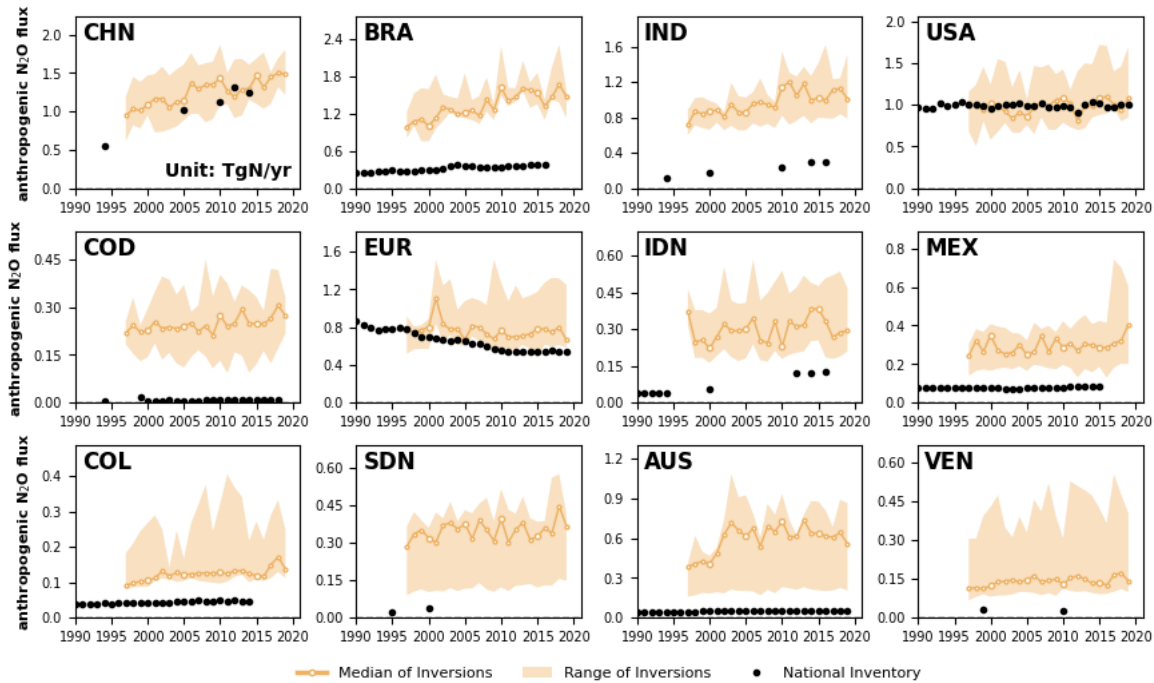 anthropogenic N₂O flux
CHN
2.0
1.5
1.0
0.5
0.0
Unit: TgN/yr
1990 1995 2000 2005 2010 2015 2020
BRA
2.4
1.8
1.2
0.6
0.0
1990 1995 2000 2005 2010 2015 2020
IND
1.6
1.2
0.8
0.4
0.0
1990 1995 2000 2005 2010 2015 2020
USA
2.0
1.5
1.0
0.5
0.0
1990 1995 2000 2005 2010 2015 2020
anthropogenic N₂O flux
COD
0.45
0.30
0.15
0.00
1990 1995 2000 2005 2010 2015 2020
EUR
1.6
1.2
0.8
0.4
0.0
1990 1995 2000 2005 2010 2015 2020
IDN
0.60
0.45
0.30
0.15
0.00
1990 1995 2000 2005 2010 2015 2020
MEX
0.8
0.6
0.4
0.2
0.0
1990 1995 2000 2005 2010 2015 2020
anthropogenic N₂O flux
COL
0.4
0.3
0.2
0.1
0.0
1990 1995 2000 2005 2010 2015 2020
SDN
0.60
0.45
0.30
0.15
0.00
1990 1995 2000 2005 2010 2015 2020
AUS
1.2
0.9
0.6
0.3
0.0
1990 1995 2000 2005 2010 2015 2020
VEN
0.60
0.45
0.30
0.15
0.00
1990 1995 2000 2005 2010 2015 2020
Median of Inversions Range of Inversions National Inventory